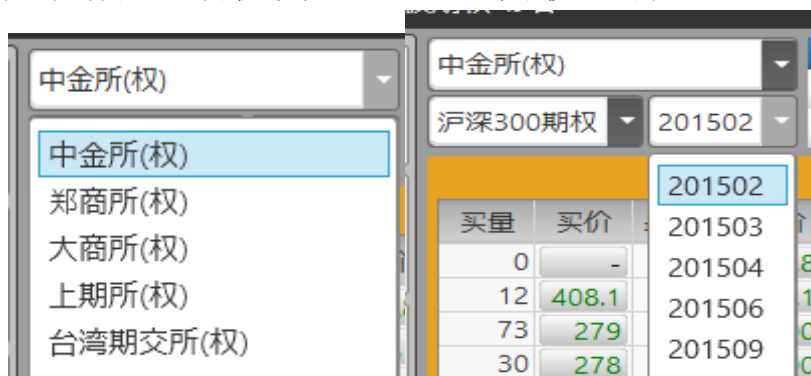 中金所(权)
中金所(权)
郑商所(权)
大商所(权)
上期所(权)
台湾期交所(权)
中金所(权)
沪深300期权 201502
201502
201503
201504
201506
201509
买量 买价
0 -
12 408.1
73 279
30 278